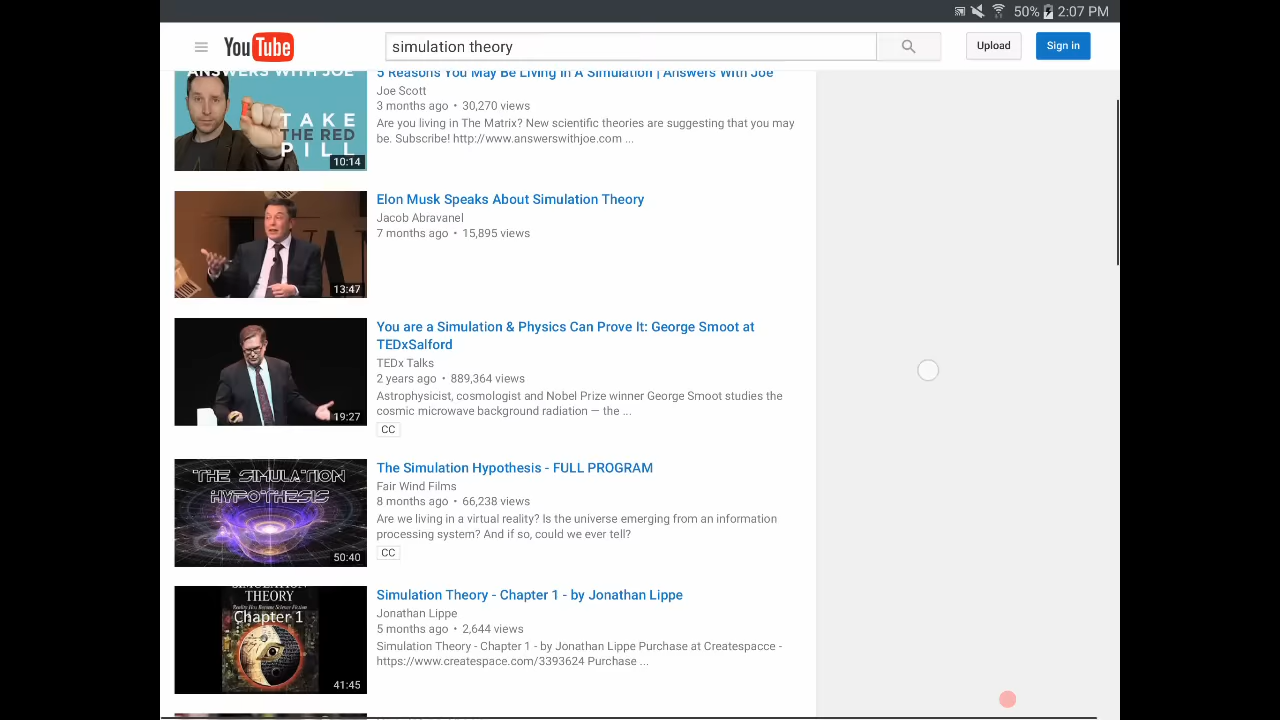 50% 2:07 PM
YouTube
simulation theory
Upload
Sign in
ANSWERS WITH JOE
TAKE
THE RED
PILL
10:14
5 Reasons You May Be Living In A Simulation | Answers With Joe
Joe Scott
3 months ago • 30,270 views
Are you living in The Matrix? New scientific theories are suggesting that you may
be. Subscribe! http://www.answerswithjoe.com ...
13:47
Elon Musk Speaks About Simulation Theory
Jacob Abravanel
7 months ago • 15,895 views
19:27
You are a Simulation & Physics Can Prove It: George Smoot at
TEDxSalford
TEDx Talks
2 years ago • 889,364 views
Astrophysicist, cosmologist and Nobel Prize winner George Smoot studies the
cosmic microwave background radiation — the ...
CC
THE SIMULATION
HYPOTHESIS
50:40
The Simulation Hypothesis - FULL PROGRAM
Fair Wind Films
8 months ago • 66,238 views
Are we living in a virtual reality? Is the universe emerging from an information
processing system? And if so, could we ever tell?
CC
SIMULATION
THEORY
Reality Has Become Science Fiction
Chapter 1
41:45
Simulation Theory - Chapter 1 - by Jonathan Lippe
Jonathan Lippe
5 months ago • 2,644 views
Simulation Theory - Chapter 1 - by Jonathan Lippe Purchase at Createspacce -
https://www.createspace.com/3393624 Purchase ...